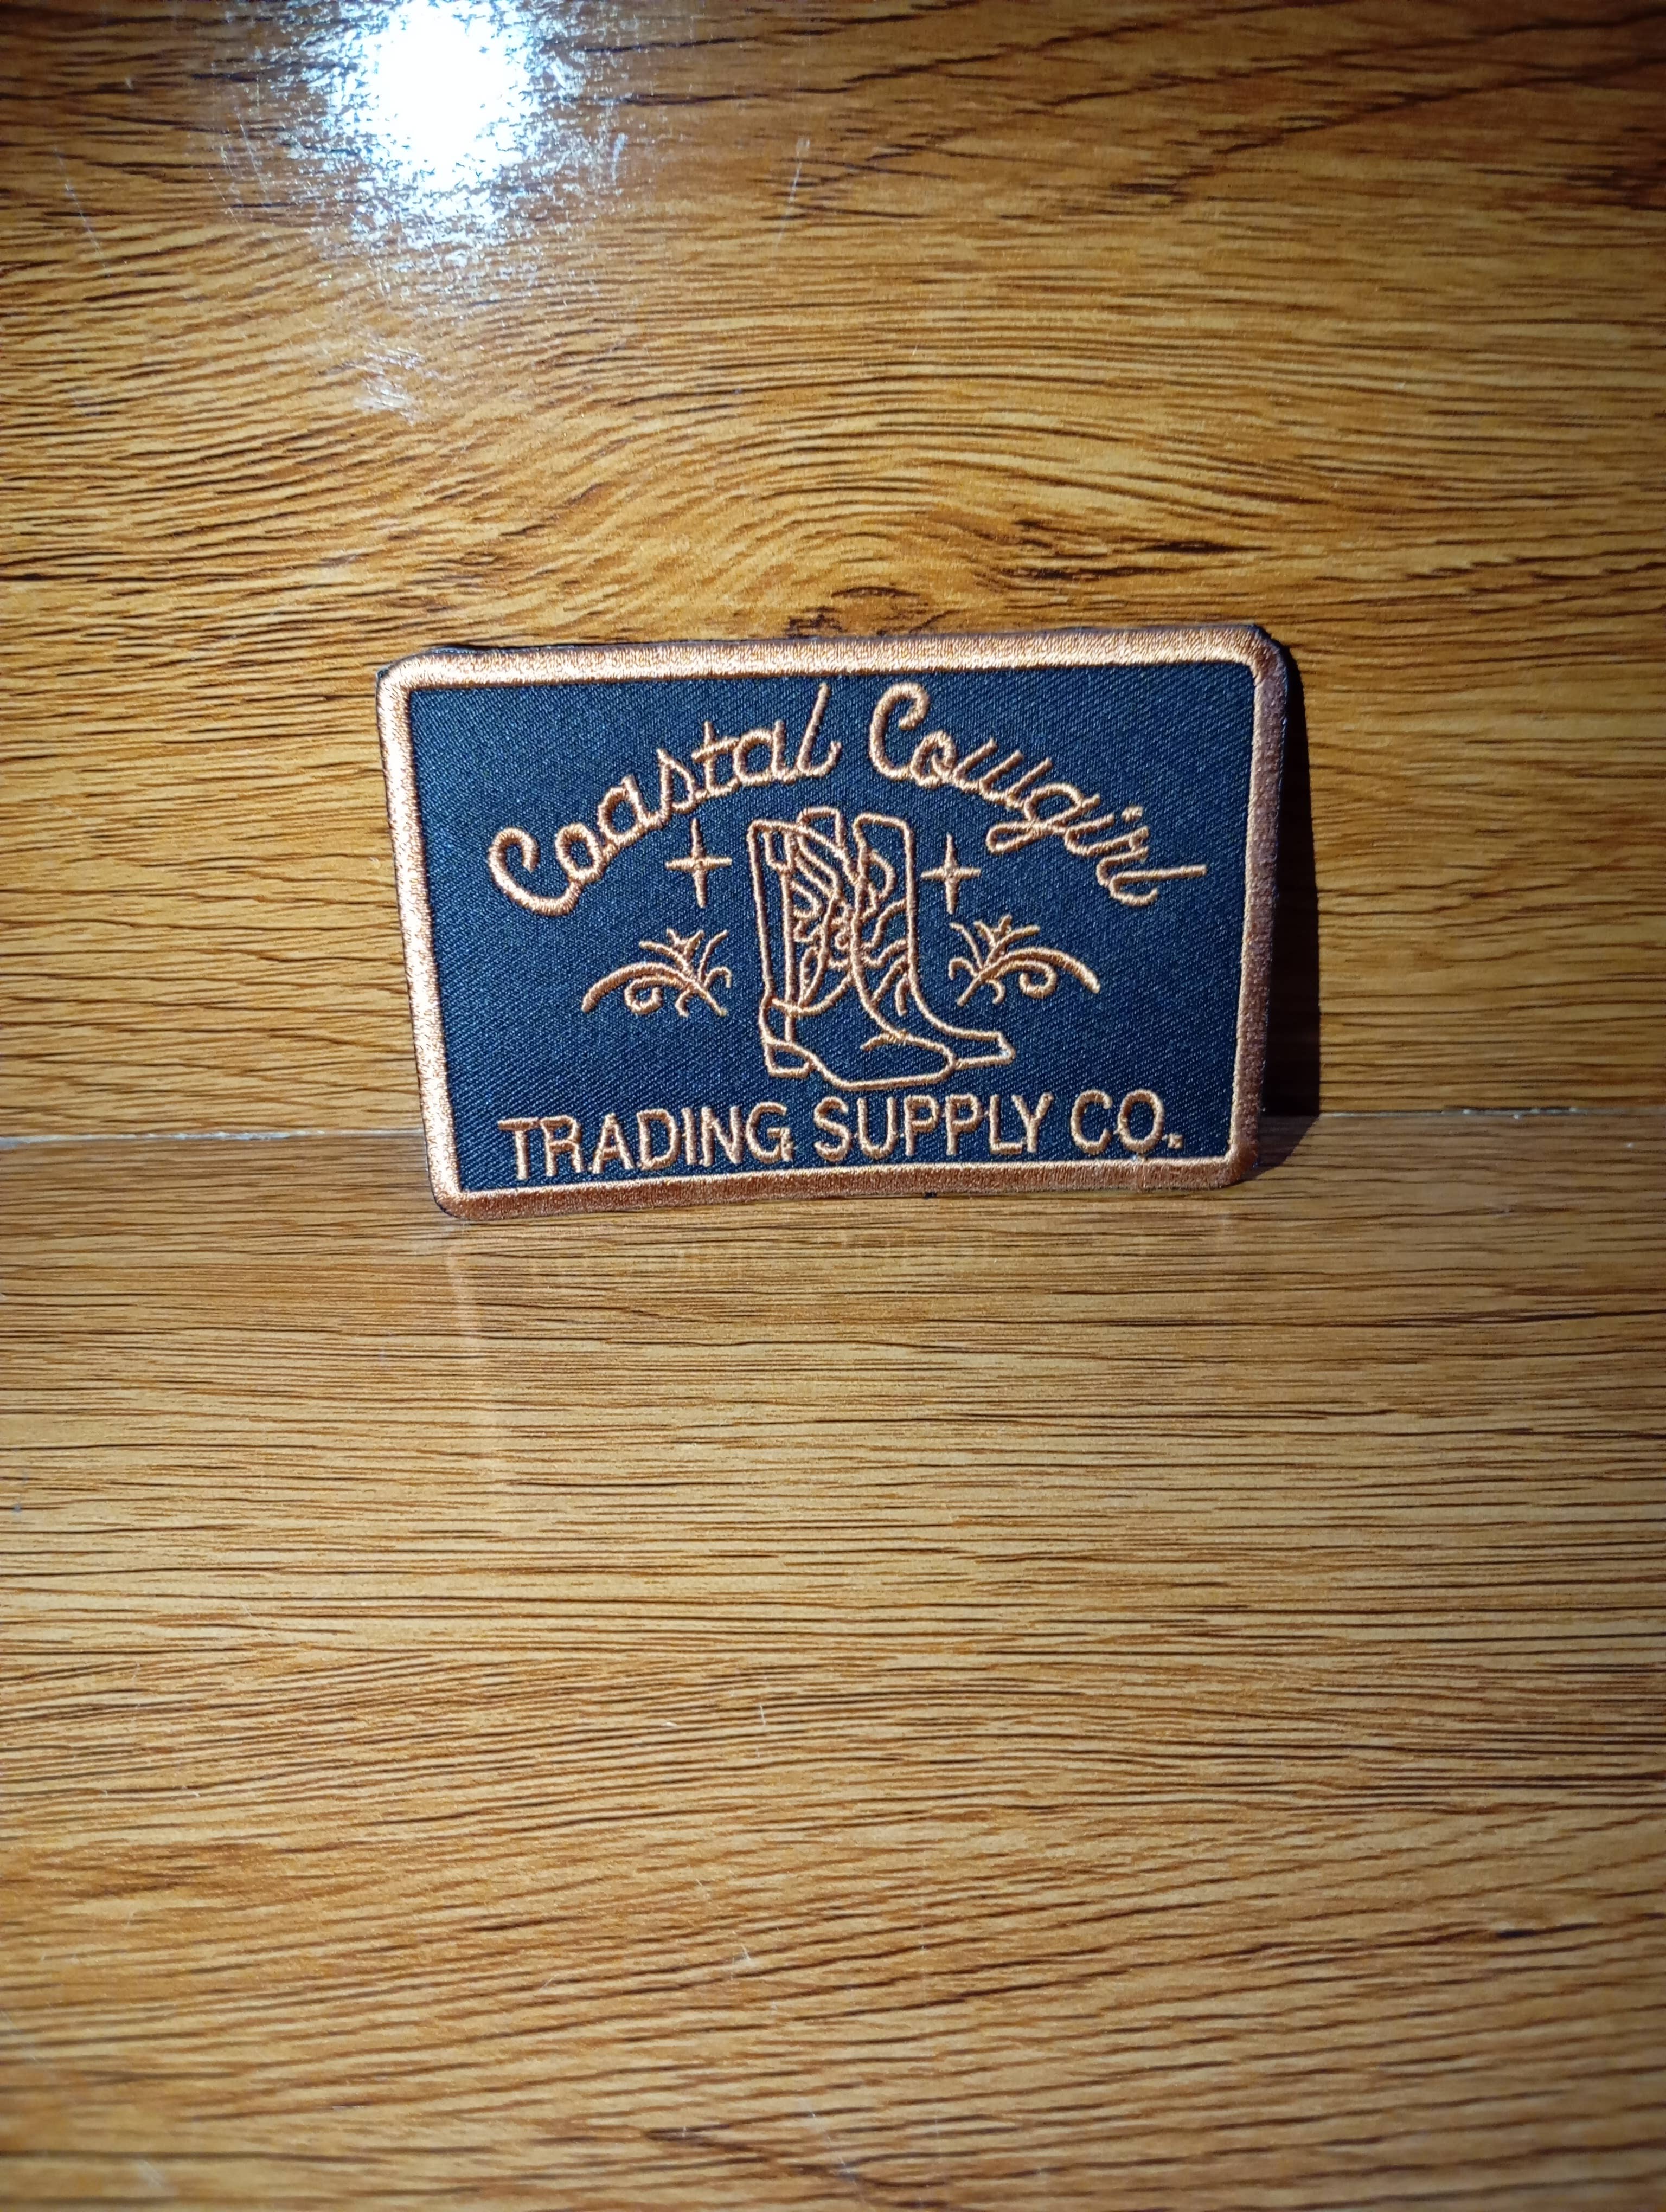 Coastal Cowgirl
TRADING SUPPLY CO.